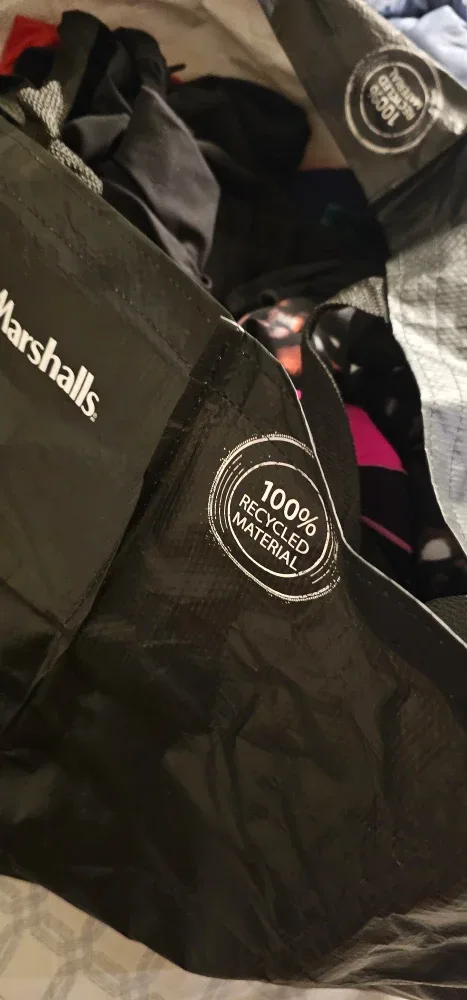 100%
RECYCLED
MATERIAL
Marshalls.
100%
RECYCLED
MATERIAL